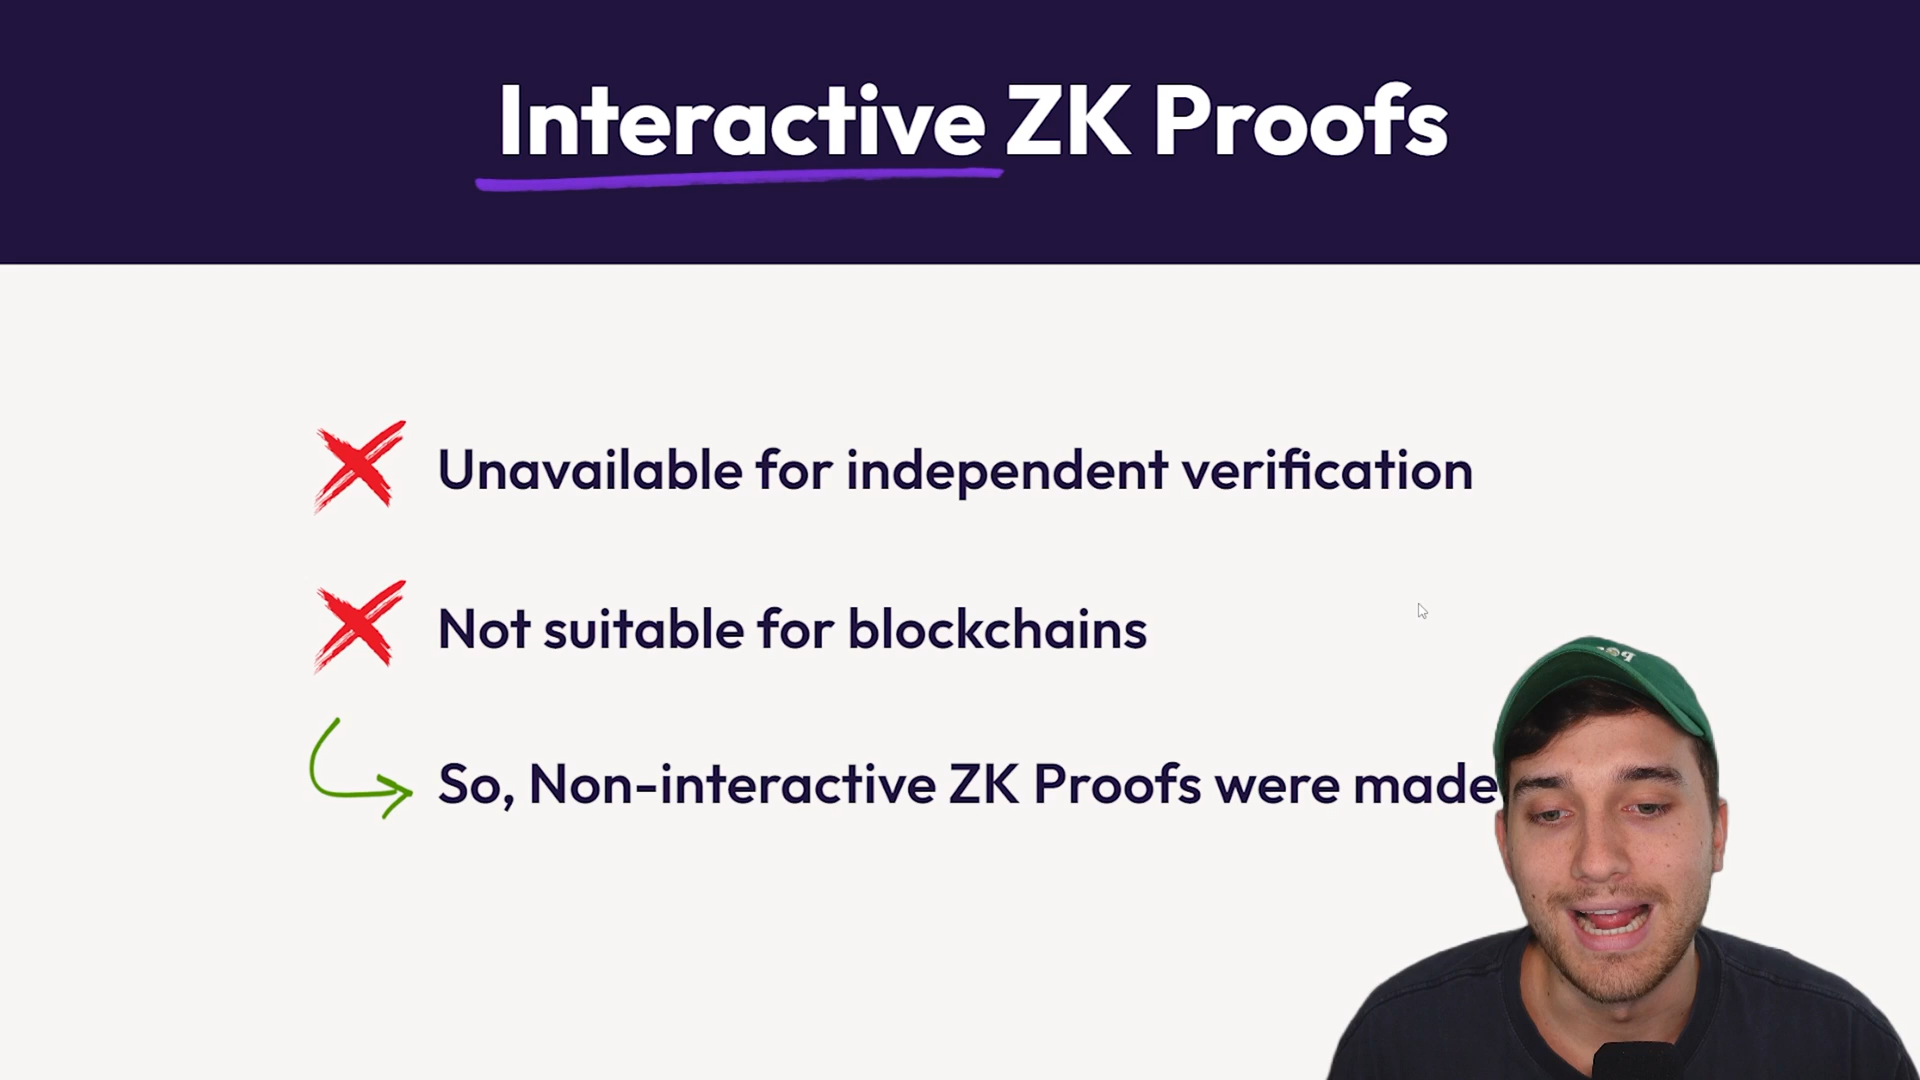 Interactive ZK Proofs
Unavailable for independent verification
Not suitable for blockchains
So, Non-interactive ZK Proofs were made